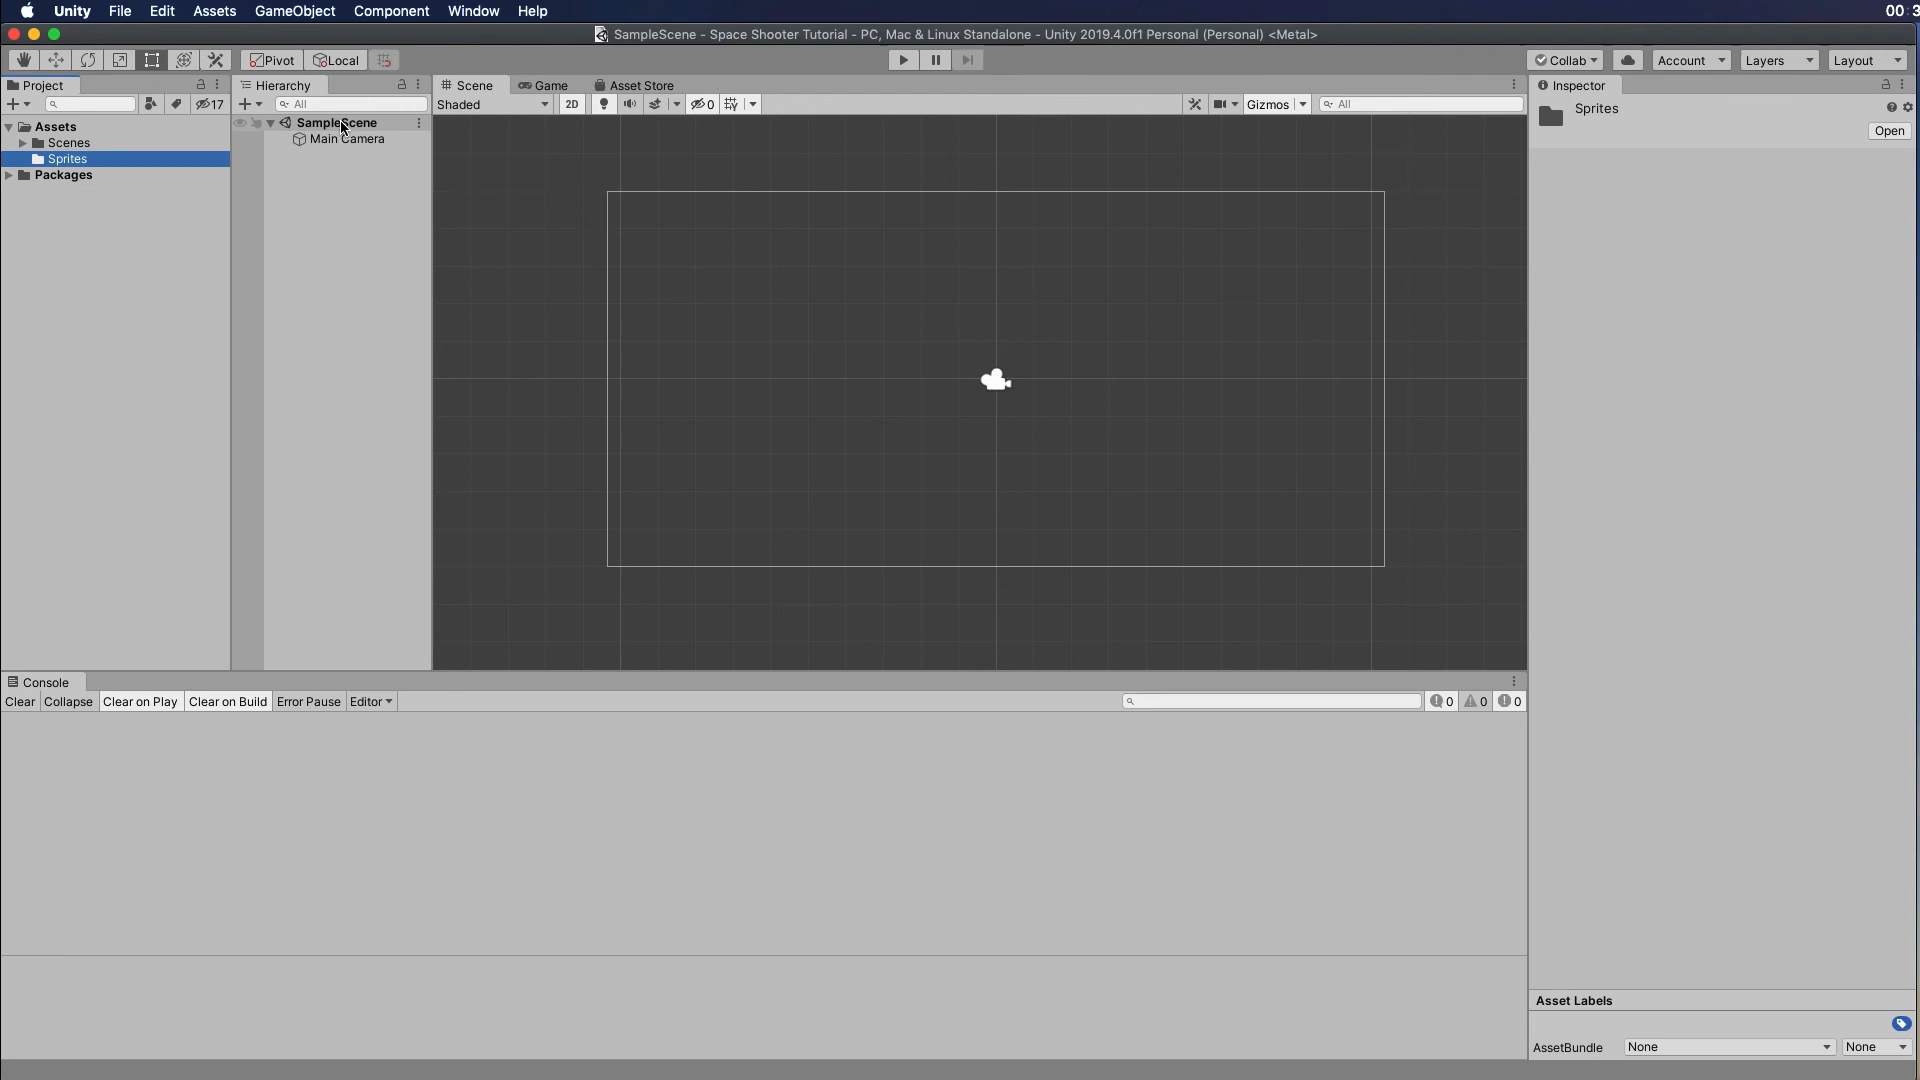 Unity File Edit Assets GameObject Component Window Help 00:3
SampleScene - Space Shooter Tutorial - PC, Mac & Linux Standalone - Unity 2019.4.0f1 Personal (Personal) <Metal>
Pivot Local Collab Account Layers Layout
Project Hierarchy Scene Game Asset Store Inspector
17 All Shaded 2D 0 Gizmos All
Sprites
Open
Assets
Scenes
Sprites
Packages
SampleScene
Main Camera
Console
Clear Collapse Clear on Play Clear on Build Error Pause Editor 0 0 0
Asset Labels
AssetBundle None None